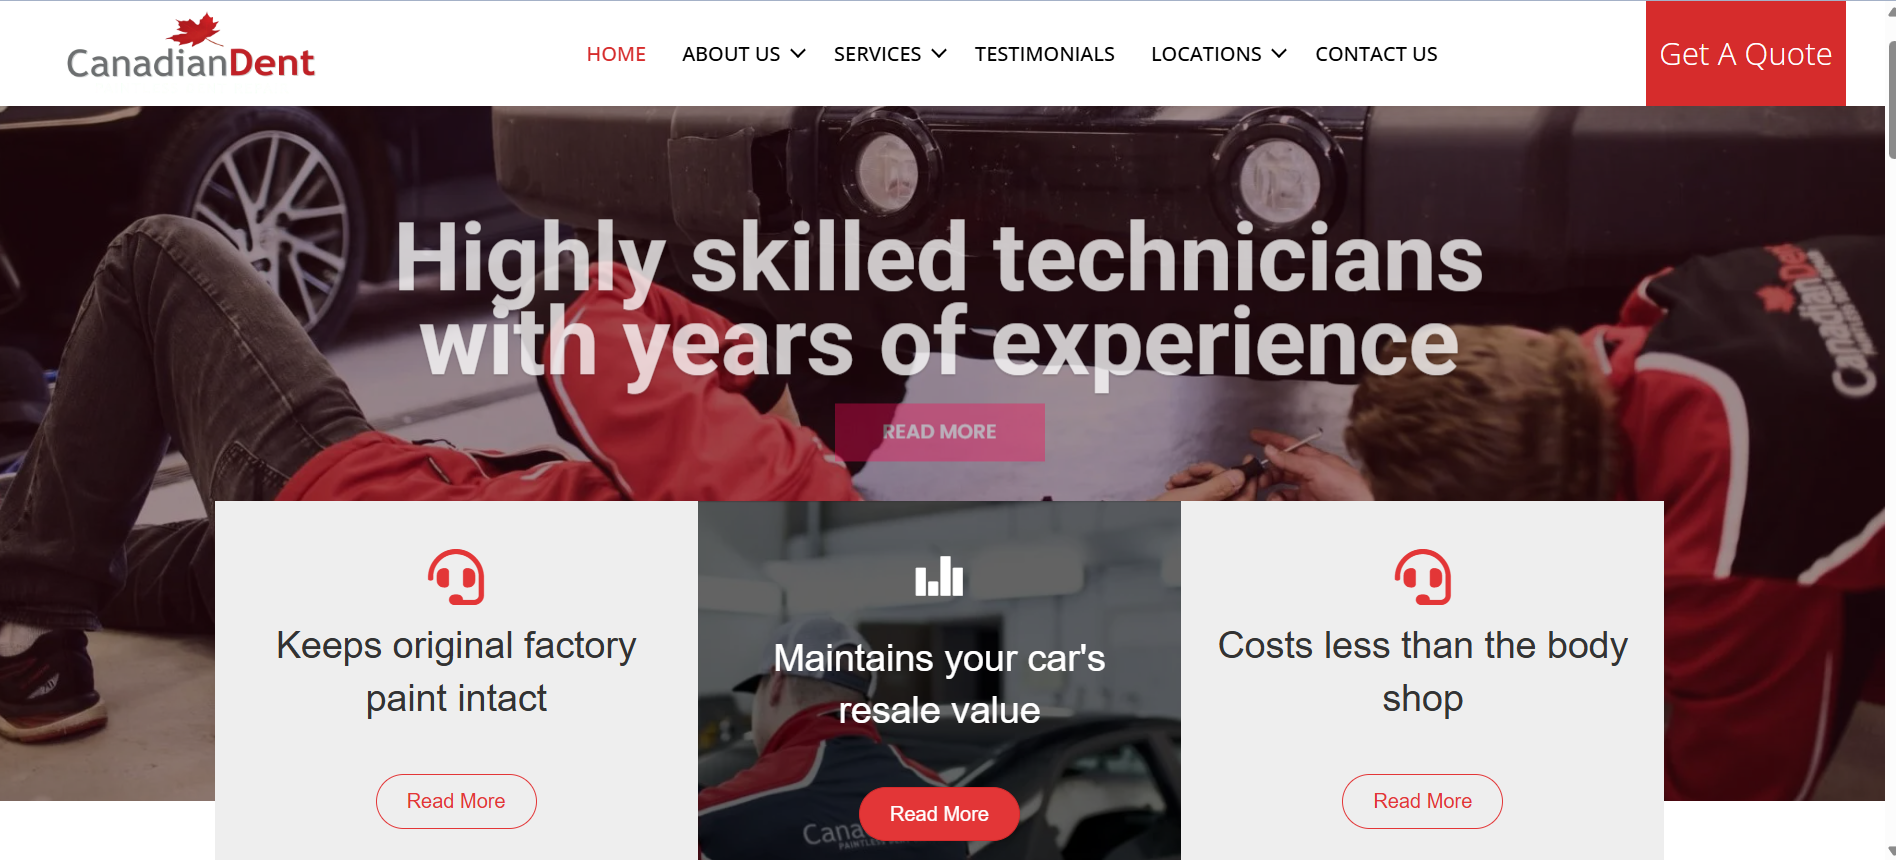 CanadianDent
HOME ABOUT US SERVICES TESTIMONIALS LOCATIONS CONTACT US
Get A Quote
Highly skilled technicians
with years of experience
READ MORE
CanadianDent
Keeps original factory
paint intact
Read More
Maintains your car's
resale value
Read More
Costs less than the body
shop
Read More